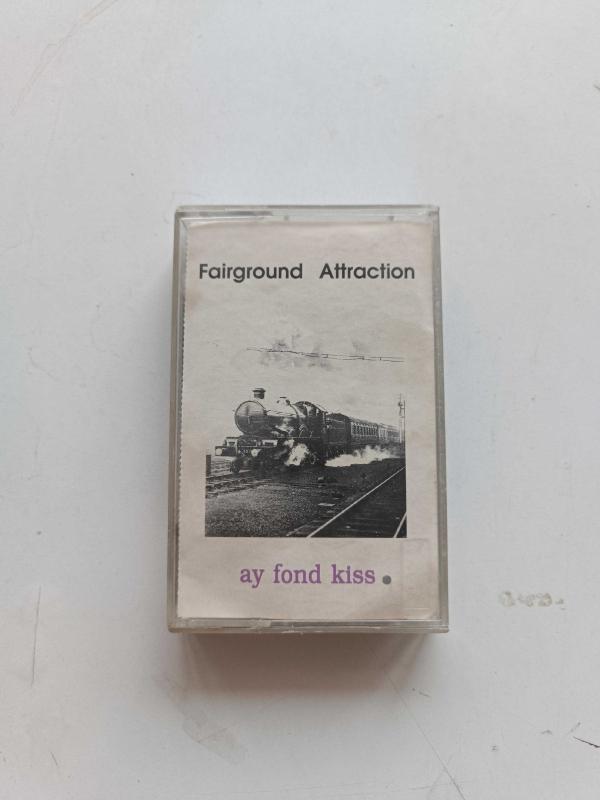 Fairground Attraction
ay fond kiss.